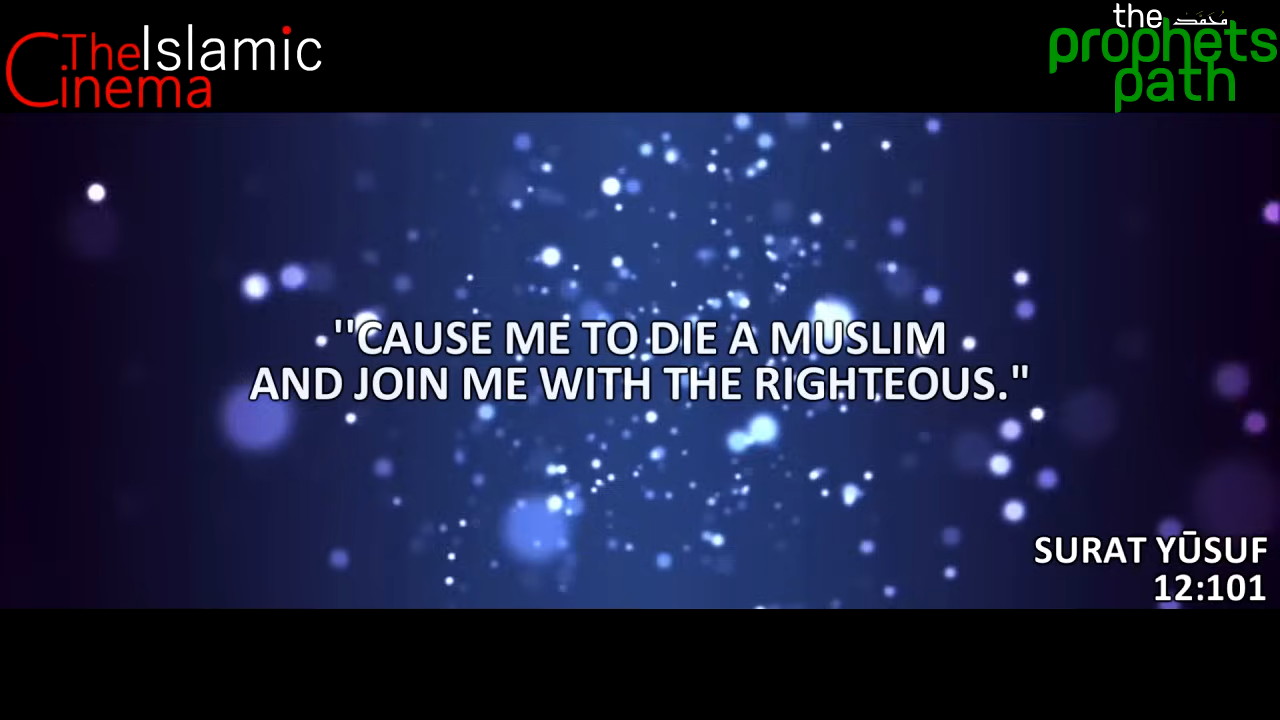 TheIslamic
Cinema
the محمد
prophets
path
''CAUSE ME TO DIE A MUSLIM
AND JOIN ME WITH THE RIGHTEOUS."
SURAT YŪSUF
12:101